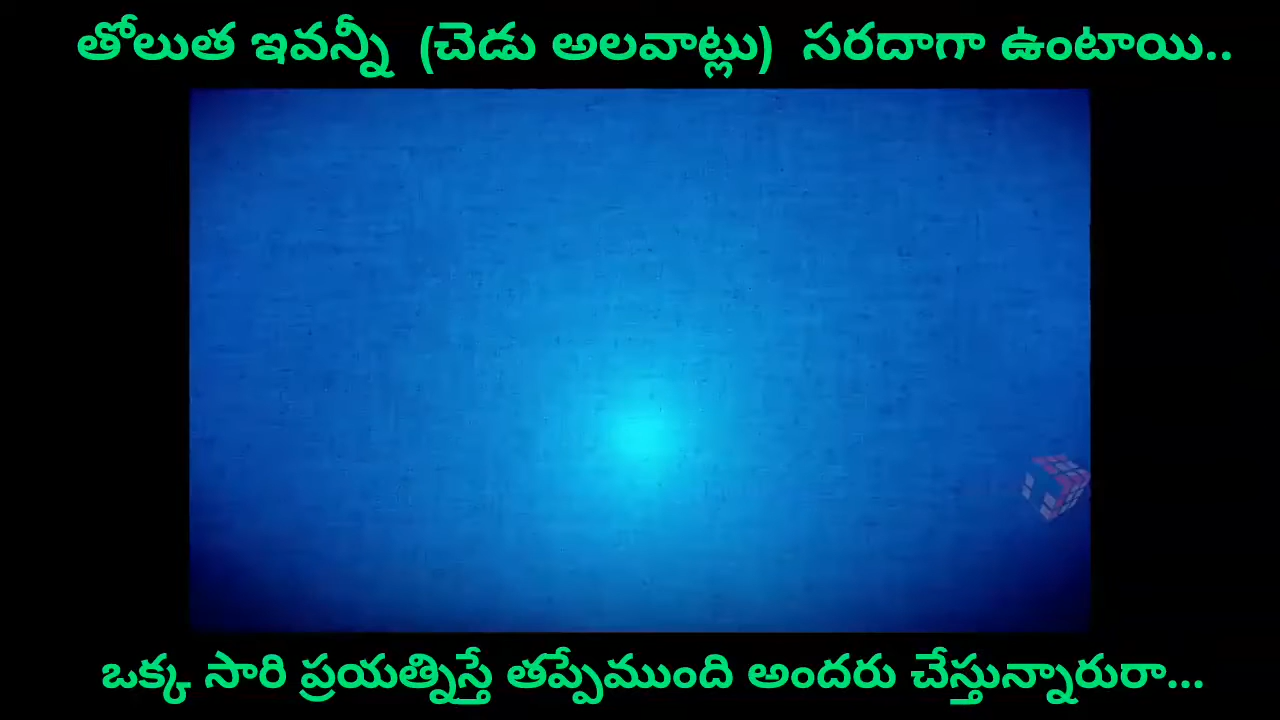 తోలుత ఇవన్నీ (చెడు అలవాట్లు) సరదాగా ఉంటాయి..
ఒక్క సారి ప్రయత్నిస్తే తప్పేముంది అందరు చేస్తున్నారురా...